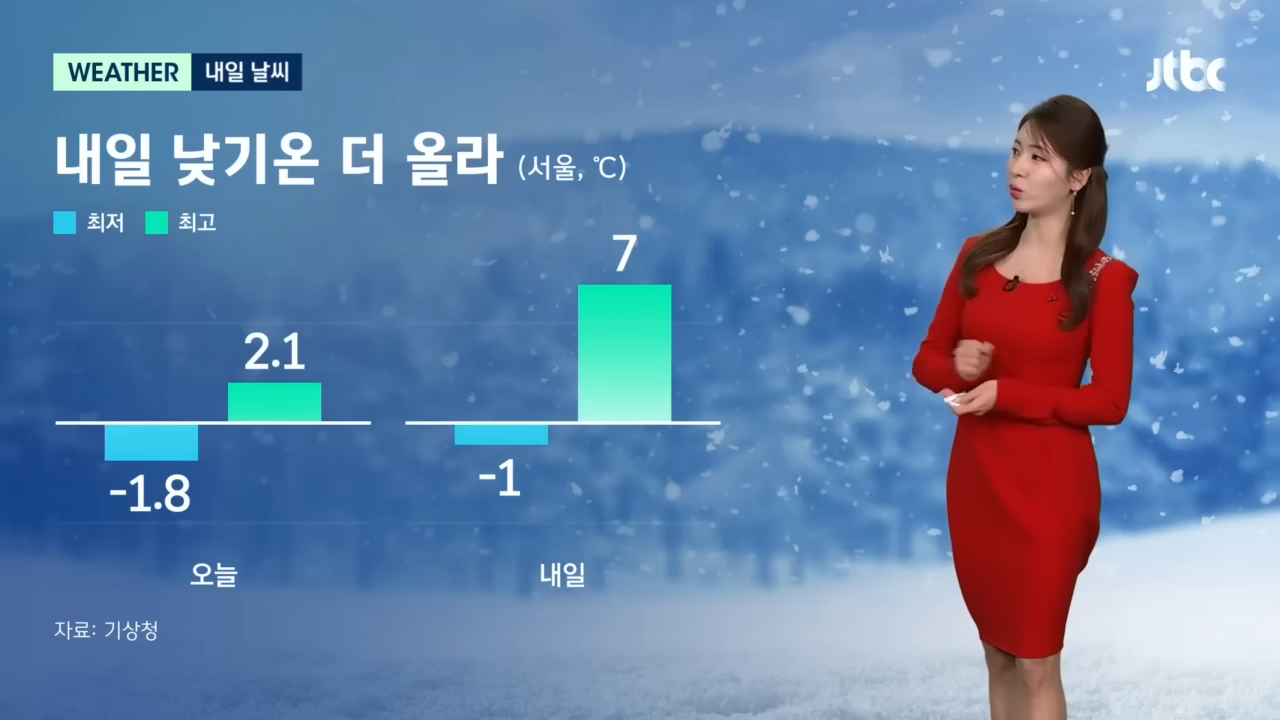 WEATHER 내일 날씨
jtbc
내일 낮기온 더 올라 (서울, ℃)
최저 최고
7
2.1
-1.8
-1
오늘 내일
자료: 기상청